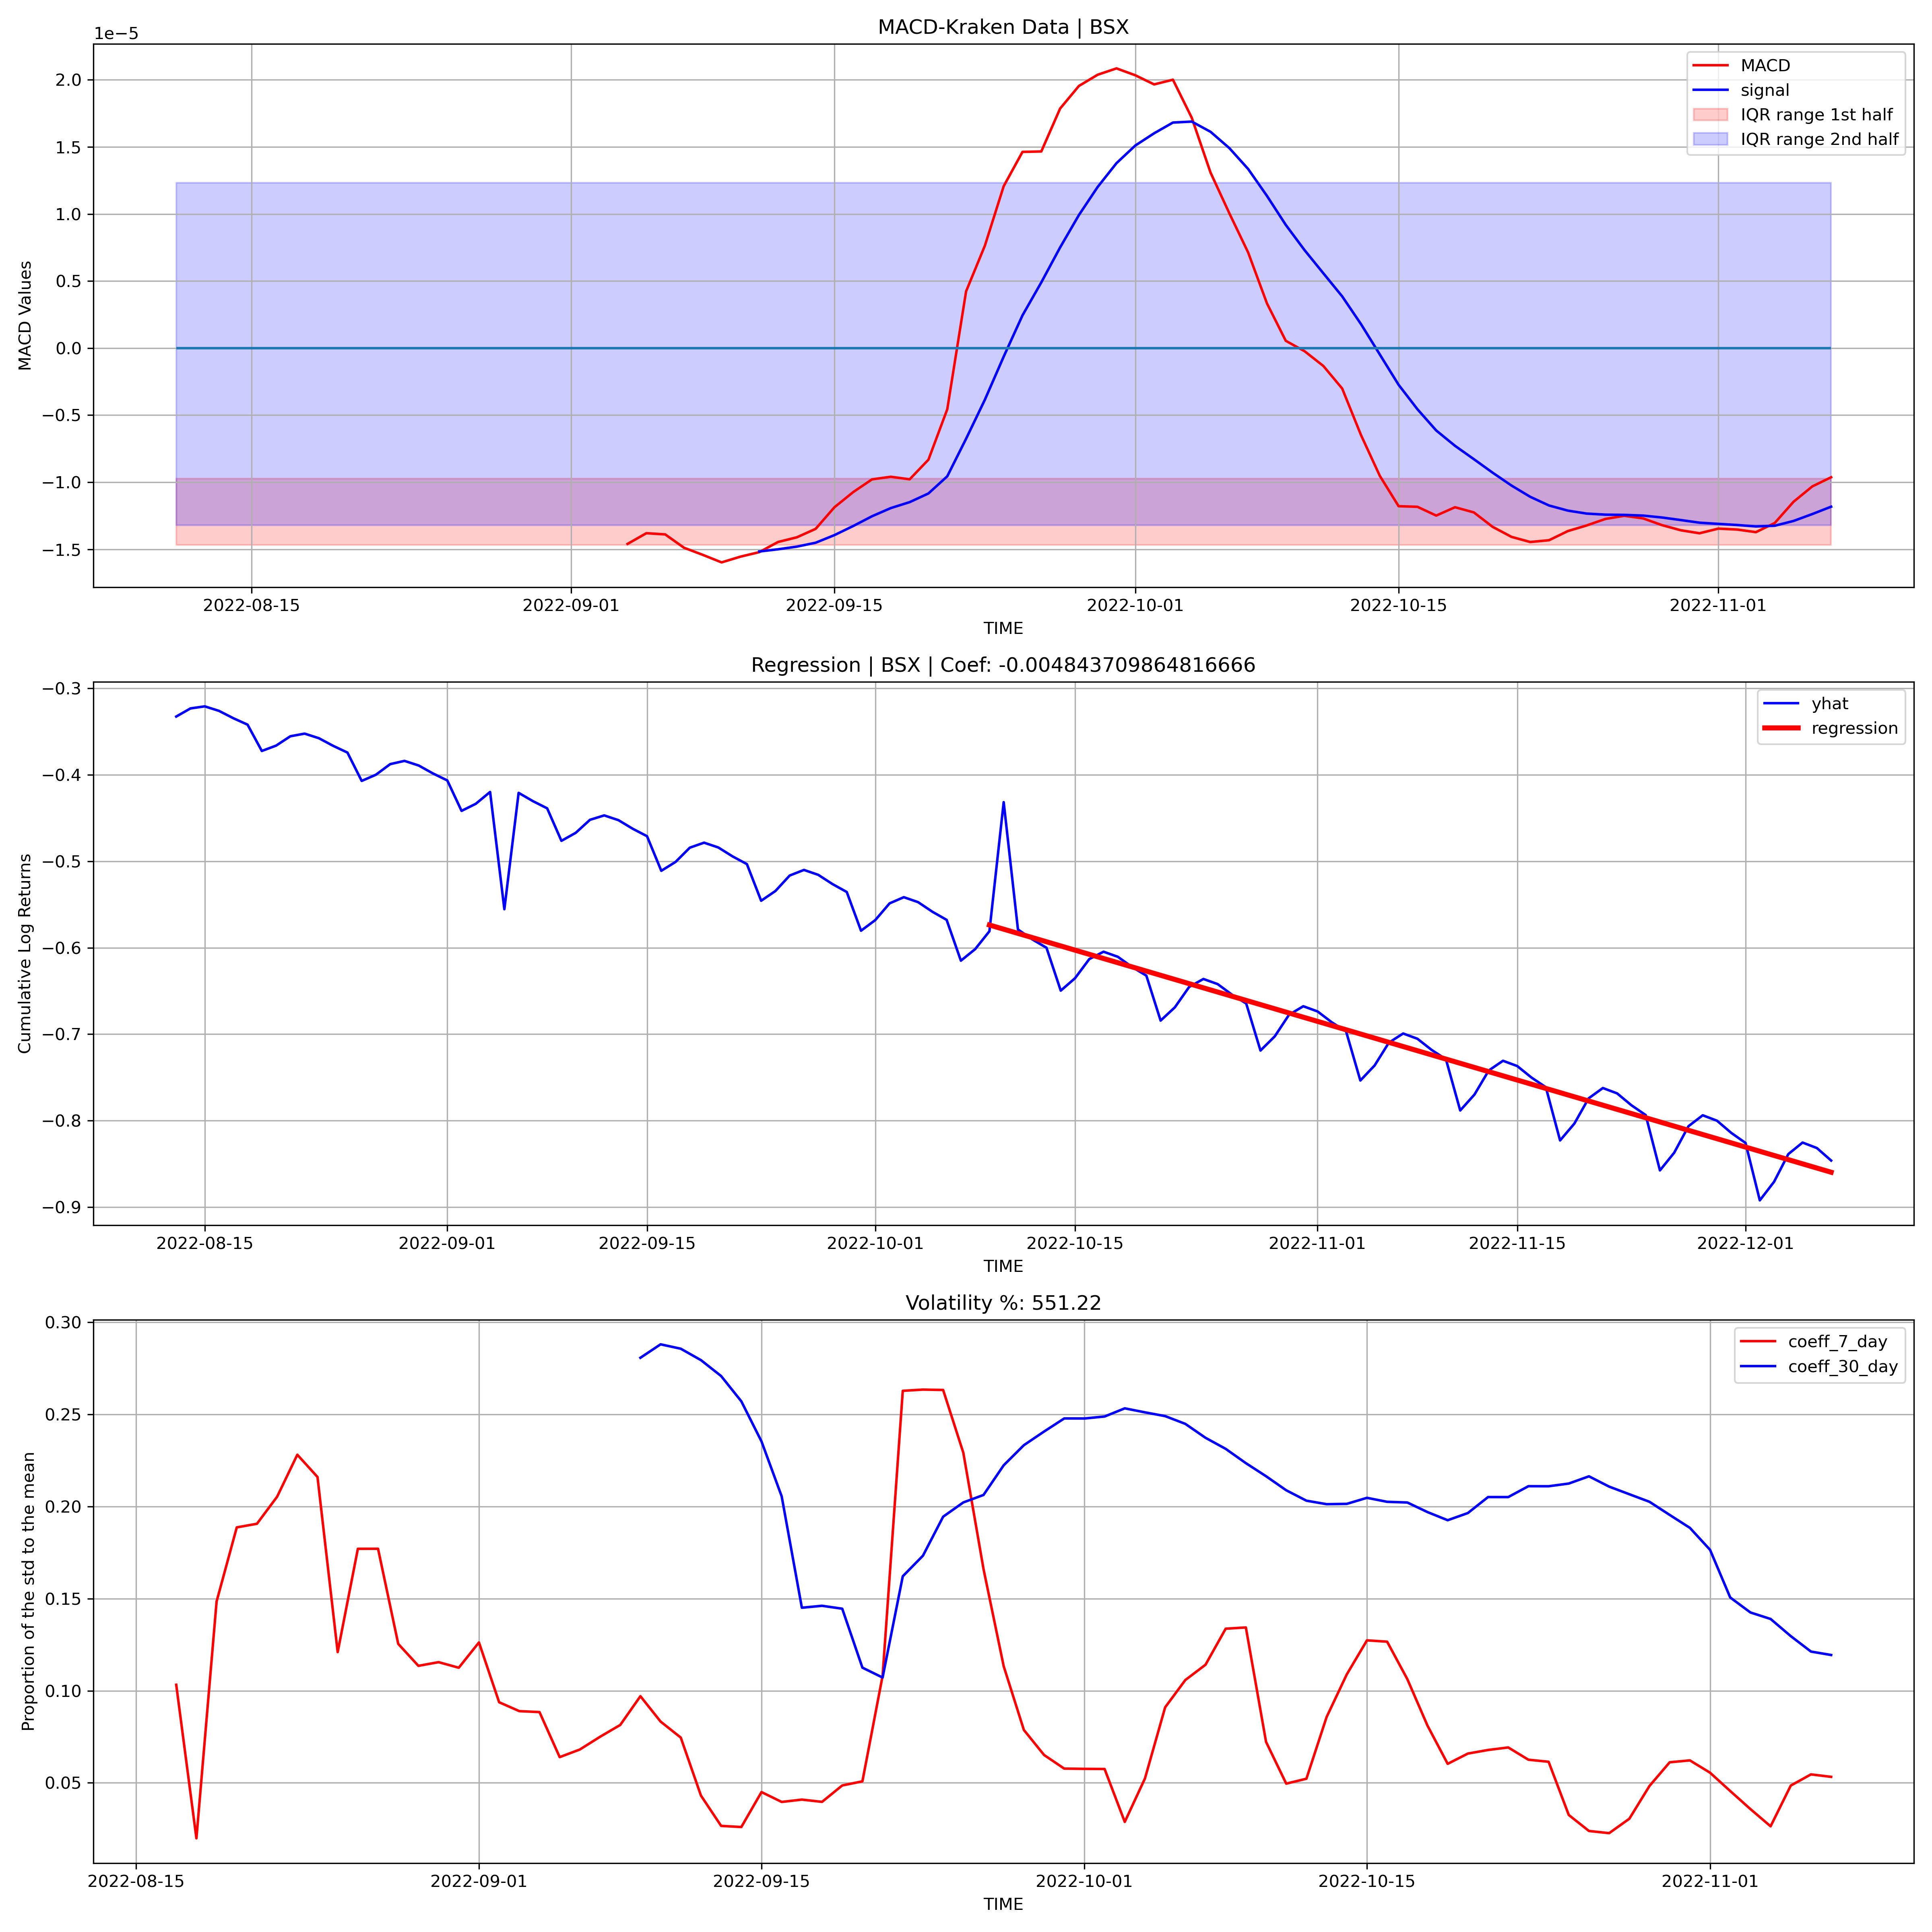 MACD-Kraken Data | BSX
1e−5
2.0
1.5
1.0
0.5
0.0
−0.5
−1.0
−1.5
MACD Values
MACD
signal
IQR range 1st half
IQR range 2nd half
2022-08-15 2022-09-01 2022-09-15 2022-10-01 2022-10-15 2022-11-01
TIME
Regression | BSX | Coef: -0.004843709864816666
−0.3
−0.4
−0.5
−0.6
−0.7
−0.8
−0.9
Cumulative Log Returns
yhat
regression
2022-08-15 2022-09-01 2022-09-15 2022-10-01 2022-10-15 2022-11-01 2022-11-15 2022-12-01
TIME
Volatility %: 551.22
0.30
0.25
0.20
0.15
0.10
0.05
Proportion of the std to the mean
coeff_7_day
coeff_30_day
2022-08-15 2022-09-01 2022-09-15 2022-10-01 2022-10-15 2022-11-01
TIME